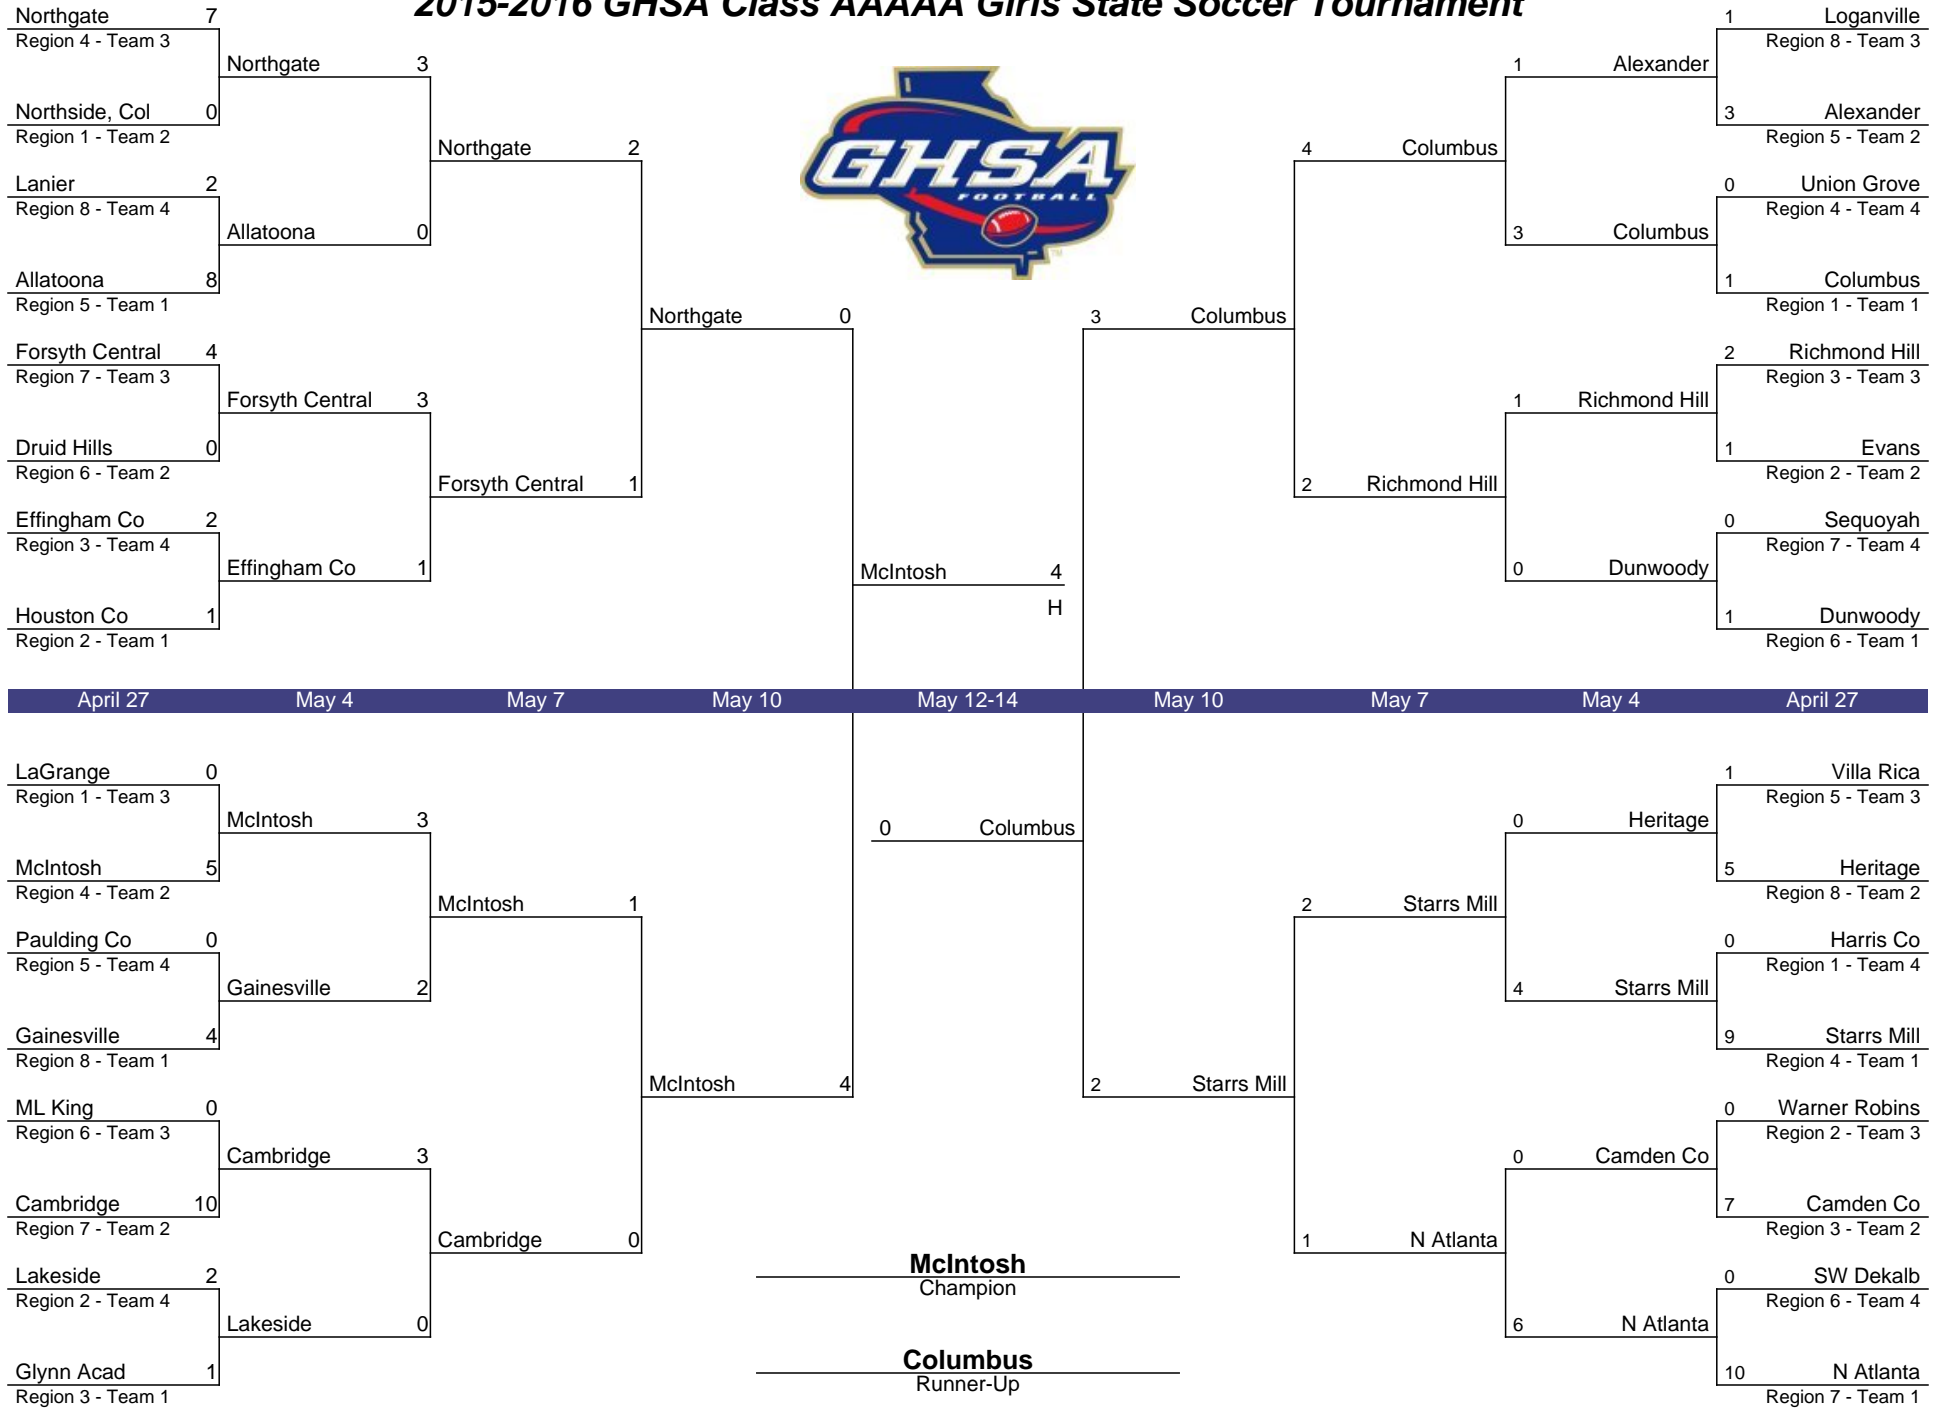 2015-2016 GHSA Class AAAAA Girls State Soccer Tournament
GHSA
FOOTBALL
TM
Northgate 7
Region 4 - Team 3
Northside, Col 0
Region 1 - Team 2
Lanier 2
Region 8 - Team 4
Allatoona 8
Region 5 - Team 1
Forsyth Central 4
Region 7 - Team 3
Druid Hills 0
Region 6 - Team 2
Effingham Co 2
Region 3 - Team 4
Houston Co 1
Region 2 - Team 1
Northgate 3
Allatoona 0
Forsyth Central 3
Effingham Co 1
Northgate 2
Forsyth Central 1
Northgate 0
McIntosh 4
H
3 Columbus
4 Columbus
2 Richmond Hill
1 Alexander
3 Columbus
1 Richmond Hill
0 Dunwoody
1 Loganville
Region 8 - Team 3
3 Alexander
Region 5 - Team 2
0 Union Grove
Region 4 - Team 4
1 Columbus
Region 1 - Team 1
2 Richmond Hill
Region 3 - Team 3
1 Evans
Region 2 - Team 2
0 Sequoyah
Region 7 - Team 4
1 Dunwoody
Region 6 - Team 1
April 27 May 4 May 7 May 10 May 12-14 May 10 May 7 May 4 April 27
LaGrange 0
Region 1 - Team 3
McIntosh 5
Region 4 - Team 2
Paulding Co 0
Region 5 - Team 4
Gainesville 4
Region 8 - Team 1
ML King 0
Region 6 - Team 3
Cambridge 10
Region 7 - Team 2
Lakeside 2
Region 2 - Team 4
Glynn Acad 1
Region 3 - Team 1
McIntosh 3
Gainesville 2
Cambridge 3
Lakeside 0
McIntosh 1
Cambridge 0
McIntosh 4
0 Columbus
2 Starrs Mill
2 Starrs Mill
1 N Atlanta
0 Heritage
4 Starrs Mill
0 Camden Co
6 N Atlanta
1 Villa Rica
Region 5 - Team 3
5 Heritage
Region 8 - Team 2
0 Harris Co
Region 1 - Team 4
9 Starrs Mill
Region 4 - Team 1
0 Warner Robins
Region 2 - Team 3
7 Camden Co
Region 3 - Team 2
0 SW Dekalb
Region 6 - Team 4
10 N Atlanta
Region 7 - Team 1
McIntosh
Champion
Columbus
Runner-Up